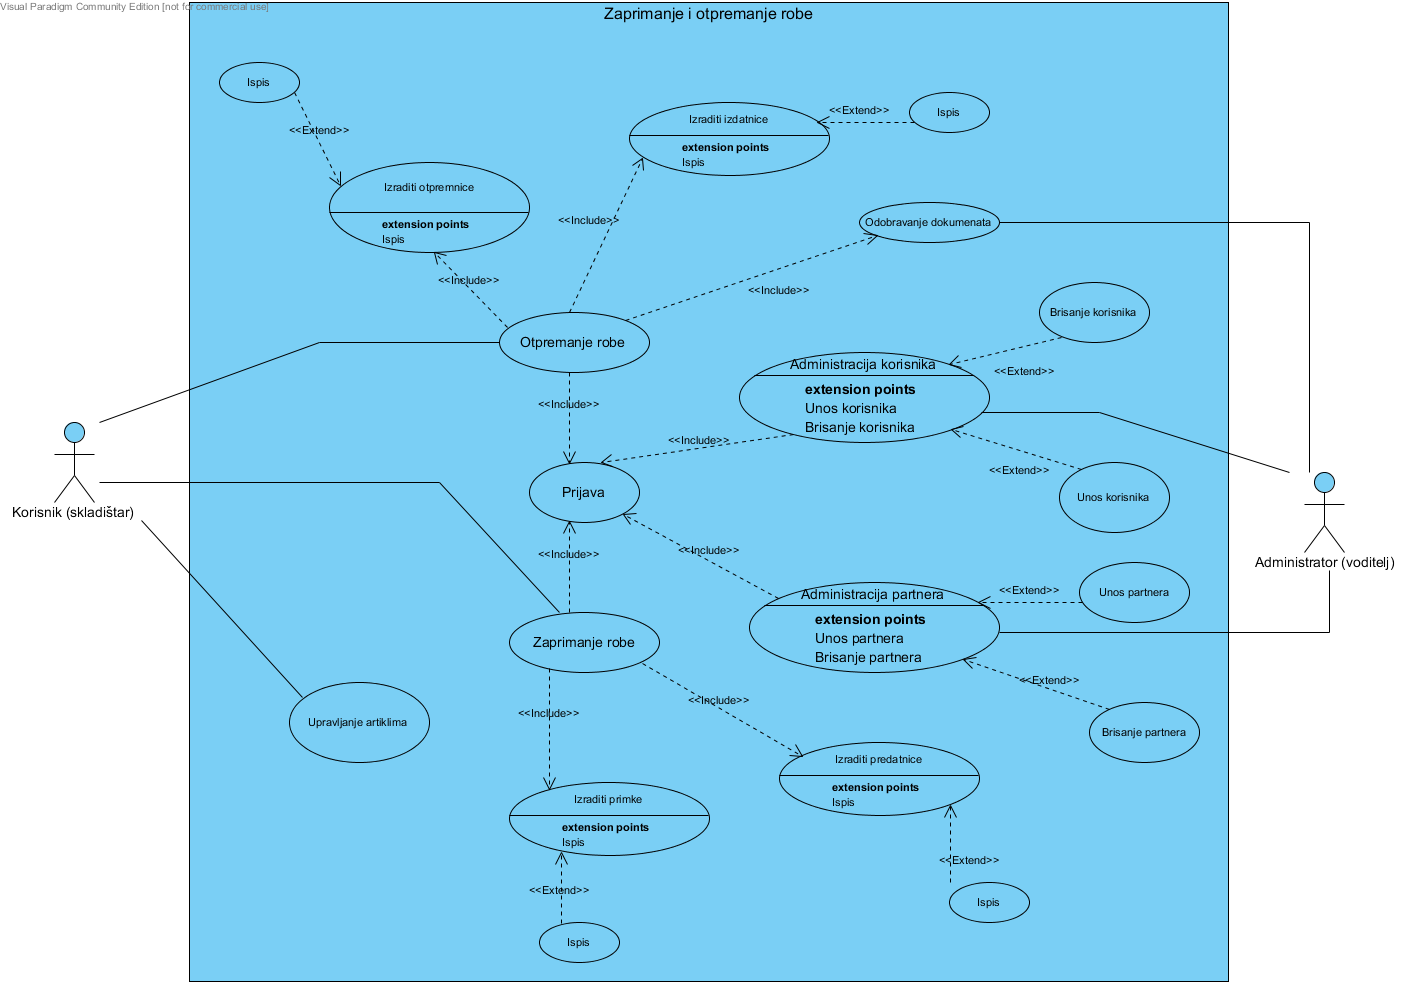 Visual Paradigm Community Edition [not for commercial use]
Zaprimanje i otpremanje robe
Ispis
<<Extend>>
Izraditi otpremnice
extension points
Ispis
<<Include>>
Izraditi izdatnice
extension points
Ispis
<<Extend>>
Ispis
<<Include>>
Odobravanje dokumenata
<<Include>>
Otpremanje robe
<<Include>>
Brisanje korisnika
<<Extend>>
Administracija korisnika
extension points
Unos korisnika
Brisanje korisnika
<<Include>>
<<Extend>>
Unos korisnika
Prijava
Korisnik (skladištar)
Administrator (voditelj)
<<Include>>
<<Include>>
Administracija partnera
extension points
Unos partnera
Brisanje partnera
<<Extend>>
Unos partnera
<<Extend>>
Brisanje partnera
Zaprimanje robe
<<Include>>
<<Include>>
Upravljanje artiklima
Izraditi predatnice
extension points
Ispis
<<Extend>>
Ispis
Izraditi primke
extension points
Ispis
<<Extend>>
Ispis